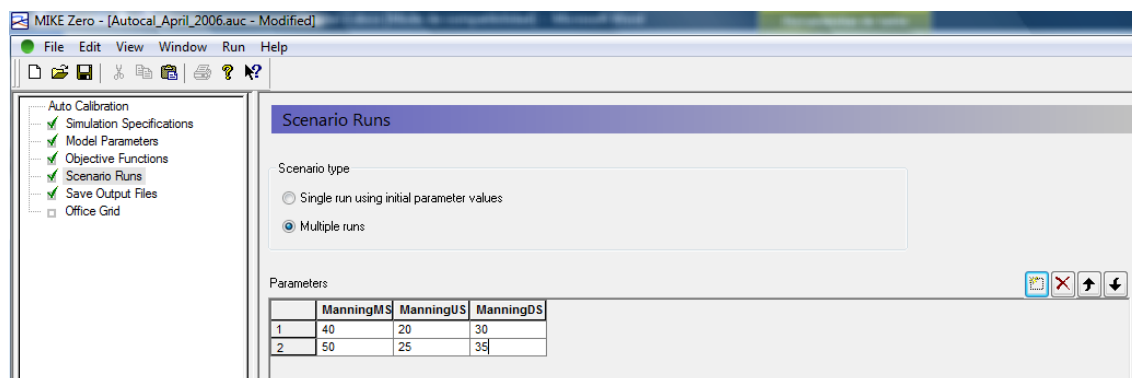 MIKE Zero - [Autocal_April_2006.auc - Modified]
File Edit View Window Run Help
Auto Calibration
Simulation Specifications
Model Parameters
Objective Functions
Scenario Runs
Save Output Files
Office Grid
Scenario Runs
Scenario type
Single run using initial parameter values
Multiple runs
Parameters
ManningMS ManningUS ManningDS
1 40 20 30
2 50 25 35